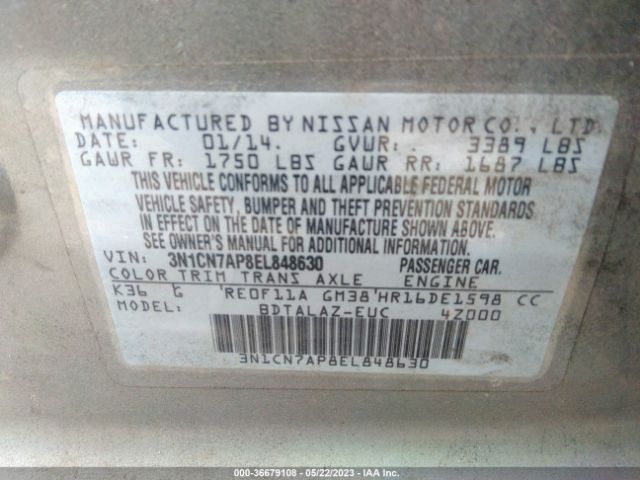 MANUFACTURED BY NISSAN MOTOR CO., LTD.
DATE: 01/14. GVWR: . 3389 LBS
GAWR FR: 1750 LBS GAWR RR: 1687 LBS
THIS VEHICLE CONFORMS TO ALL APPLICABLE FEDERAL MOTOR
VEHICLE SAFETY, BUMPER AND THEFT PREVENTION STANDARDS
IN EFFECT ON THE DATE OF MANUFACTURE SHOWN ABOVE.
SEE OWNER'S MANUAL FOR ADDITIONAL INFORMATION.
VIN: 3N1CN7AP8EL848630 PASSENGER CAR.
COLOR TRIM TRANS AXLE ENGINE
K36 G 'RE0F11A GM38'HR16DE1598 CC
MODEL: BDTALAZ-EUC 4Z000
3N1CN7AP8EL848630
000-36679108 - 05/22/2023 - IAA Inc.